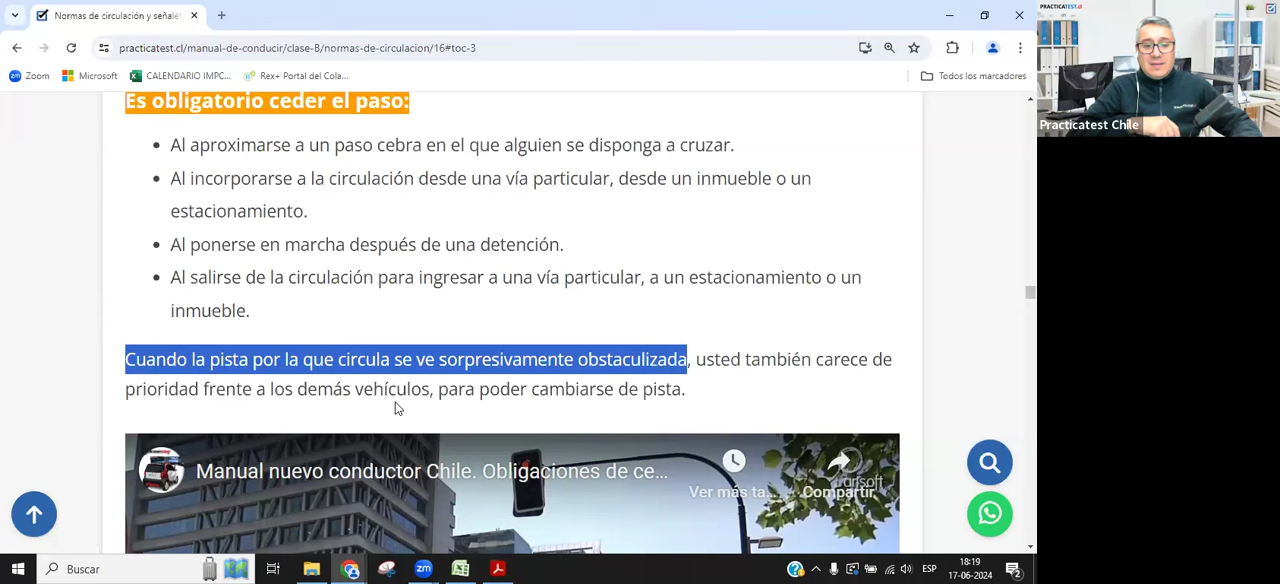 Normas de circulación y señalét
practicatest.cl/manual-de-conducir/clase-B/normas-de-circulacion/16#toc-3
Zoom
Microsoft
CALENDARIO IMPC...
Rex+ Portal del Cola...
Todos los marcadores
PRACTICATEST.cl
Practicatest Chile
Es obligatorio ceder el paso:
• Al aproximarse a un paso cebra en el que alguien se disponga a cruzar.
• Al incorporarse a la circulación desde una vía particular, desde un inmueble o un
estacionamiento.
• Al ponerse en marcha después de una detención.
• Al salirse de la circulación para ingresar a una vía particular, a un estacionamiento o un
inmueble.
Cuando la pista por la que circula se ve sorpresivamente obstaculizada, usted también carece de
prioridad frente a los demás vehículos, para poder cambiarse de pista.
Manual nuevo conductor Chile. Obligaciones de ce...
Ver más ta...
Compartir
Buscar
ESP
18:19
17-06-2024